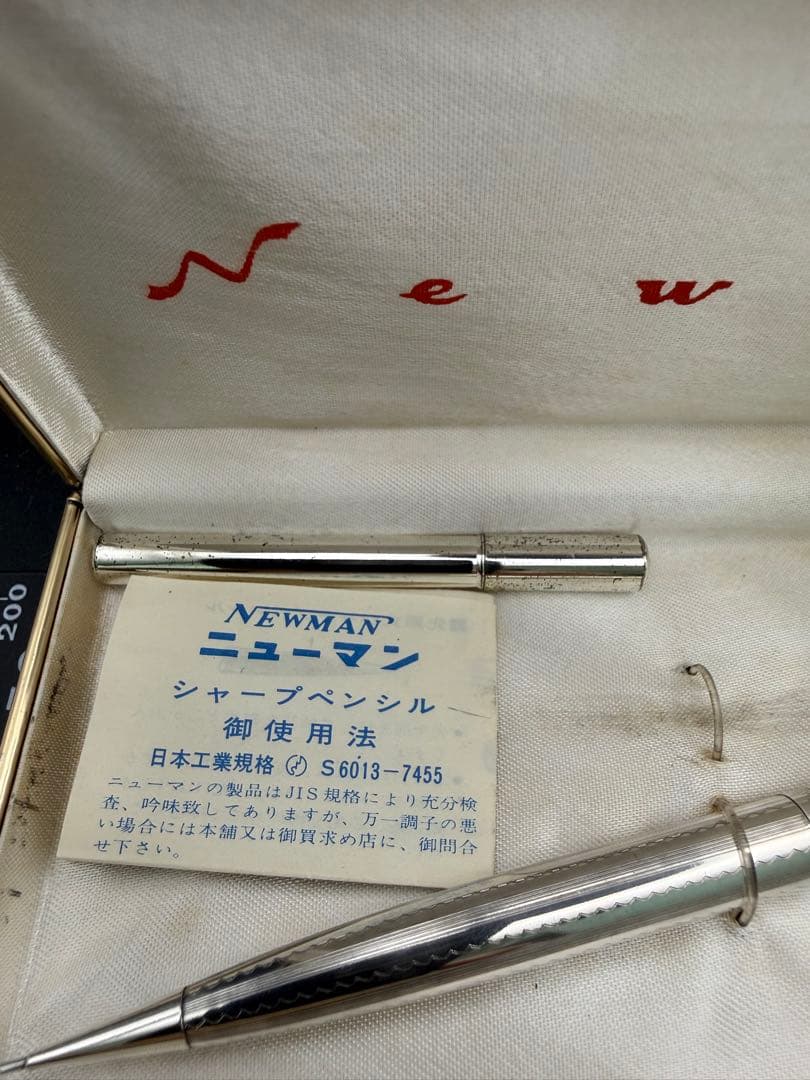 New
NEWMAN
ニューマン
シャープペンシル
御使用法
日本工業規格 S6013-7455
ニューマンの製品はJIS規格により充分検
査、吟味致してありますが、万一調子の悪
い場合には本舗又は御買求め店に、御問合
せ下さい。
200